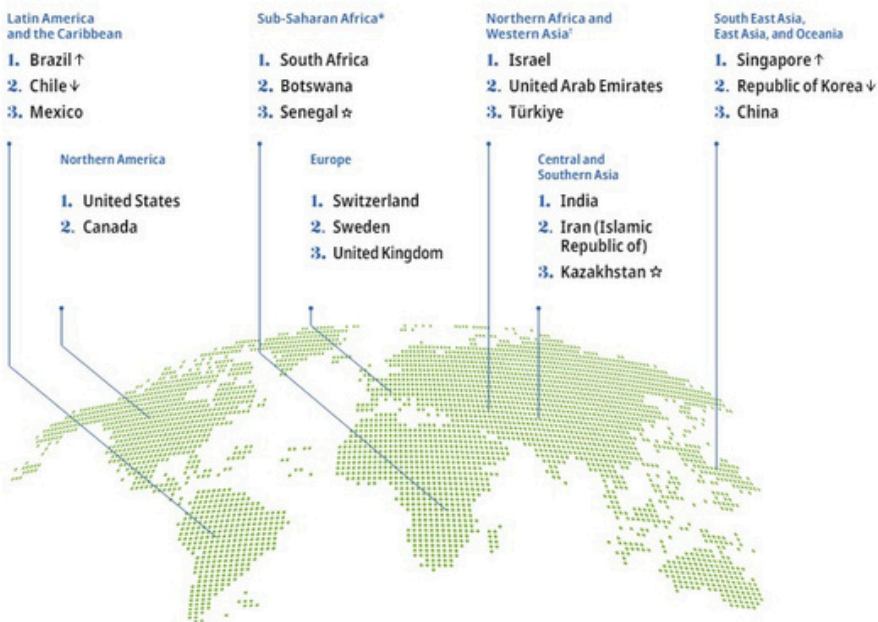 Latin America
and the Caribbean
1. Brazil ↑
2. Chile ↓
3. Mexico
Sub-Saharan Africa*
1. South Africa
2. Botswana
3. Senegal ☆
Northern Africa and
Western Asia†
1. Israel
2. United Arab Emirates
3. Türkiye
South East Asia,
East Asia, and Oceania
1. Singapore ↑
2. Republic of Korea ↓
3. China
Northern America
1. United States
2. Canada
Europe
1. Switzerland
2. Sweden
3. United Kingdom
Central and
Southern Asia
1. India
2. Iran (Islamic
Republic of)
3. Kazakhstan ☆